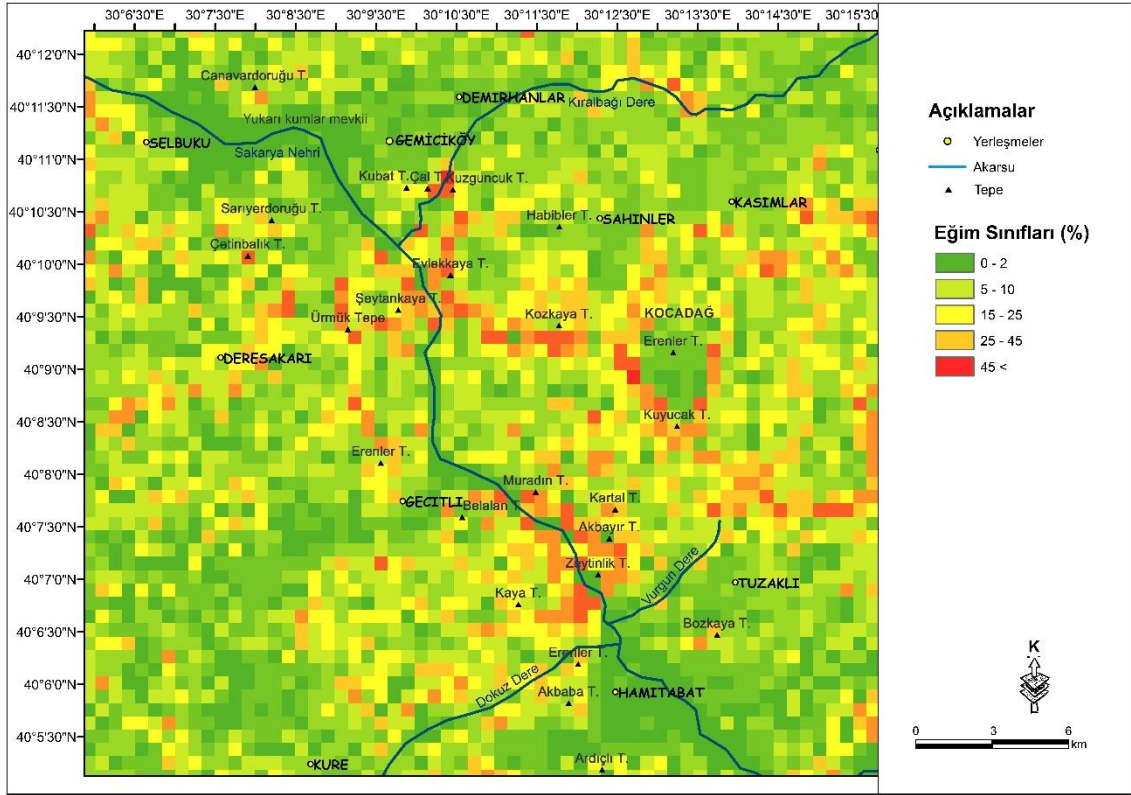 30°6'30"E 30°7'30"E 30°8'30"E 30°9'30"E 30°10'30"E 30°11'30"E 30°12'30"E 30°13'30"E 30°14'30"E 30°15'30
40°12'0"N
Canavardoruğu T.
DEMIRHANLAR
40°11'30"N
Kıralbağı Dere
Yukarı kumlar mevkii
SELBUKU
GEMİCİKÖY
Sakarya Nehri
40°11'0"N
Kubat T.
Çal T.
Kuzguncuk T.
KASIMLAR
40°10'30"N
Sarıyerdoruğu T.
Habibler T.
SAHINLER
Çetinbalık T.
40°10'0"N
Evlekkaya T.
Şeytankaya T.
40°9'30"N
Ürmük Tepe
Kozkaya T.
KOCADAĞ
Erenler T.
DERESAKARI
40°9'0"N
40°8'30"N
Kuyucak T.
Erenler T.
40°8'0"N
Muradın T.
Kartal T.
GECITLI
Belalan T.
40°7'30"N
Akbayır T.
Zeytinlik T.
40°7'0"N
Vurgun Dere
TUZAKLI
Kaya T.
40°6'30"N
Bozkaya T.
Erenler T.
40°6'0"N
Dokuz Dere
Akbaba T.
HAMITABAT
40°5'30"N
Ardıçlı T.
KURE
Açıklamalar
Yerleşmeler
Akarsu
Tepe
Eğim Sınıfları (%)
0 - 2
5 - 10
15 - 25
25 - 45
45 <
K
0 3 6
km